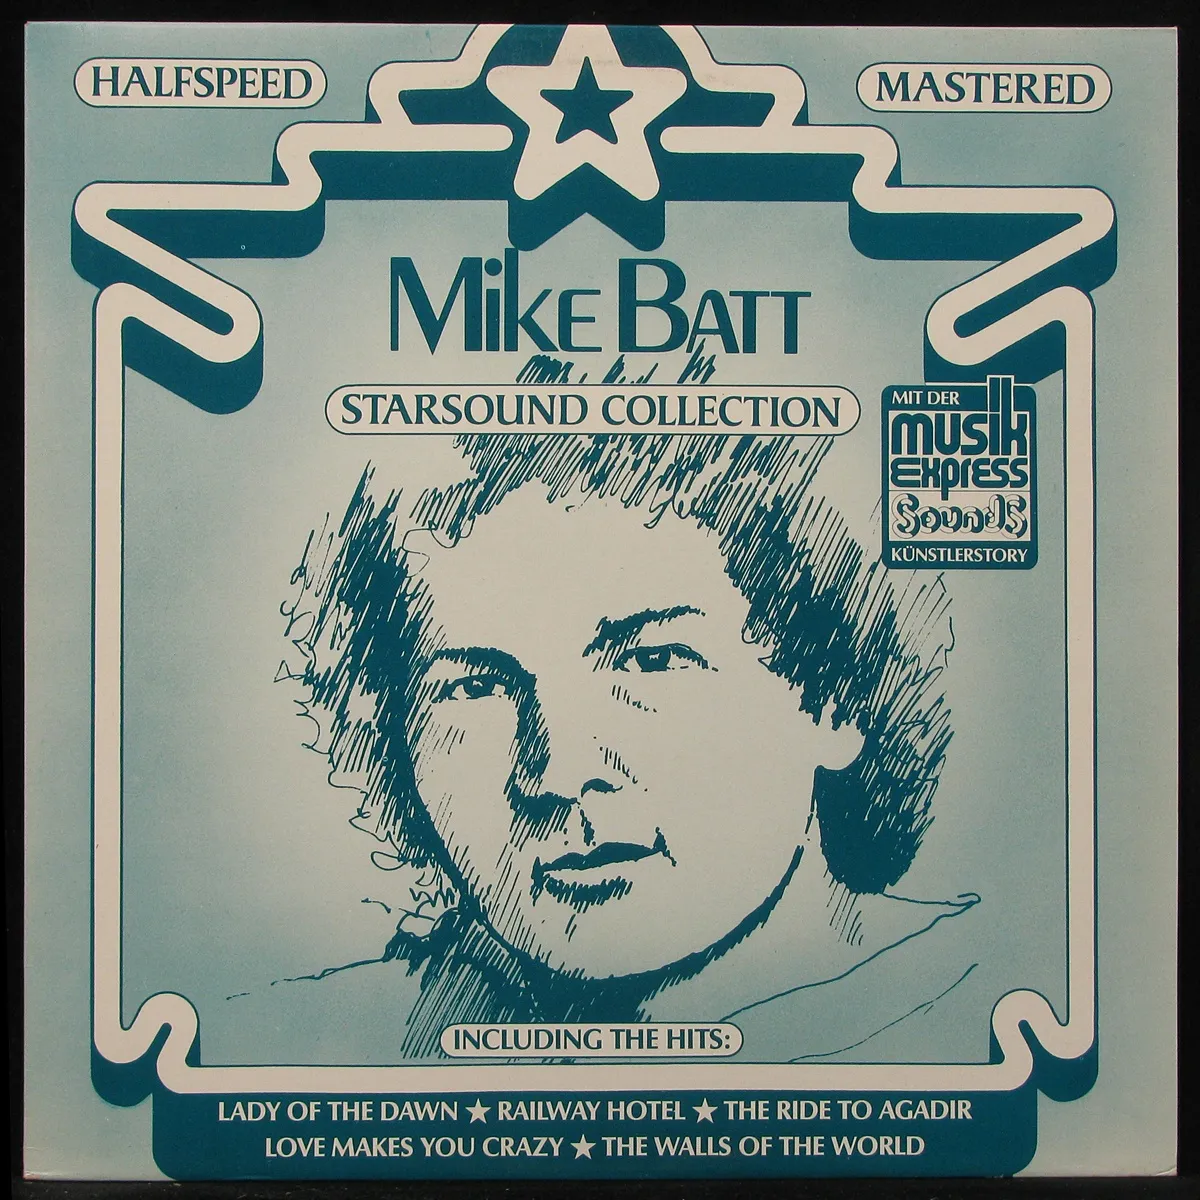 HALFSPEED
MASTERED
Mike Batt
STARSOUND COLLECTION
MIT DER
musik
express
Sounds
KÜNSTLERSTORY
INCLUDING THE HITS:
LADY OF THE DAWN ★ RAILWAY HOTEL ★ THE RIDE TO AGADIR
LOVE MAKES YOU CRAZY ★ THE WALLS OF THE WORLD